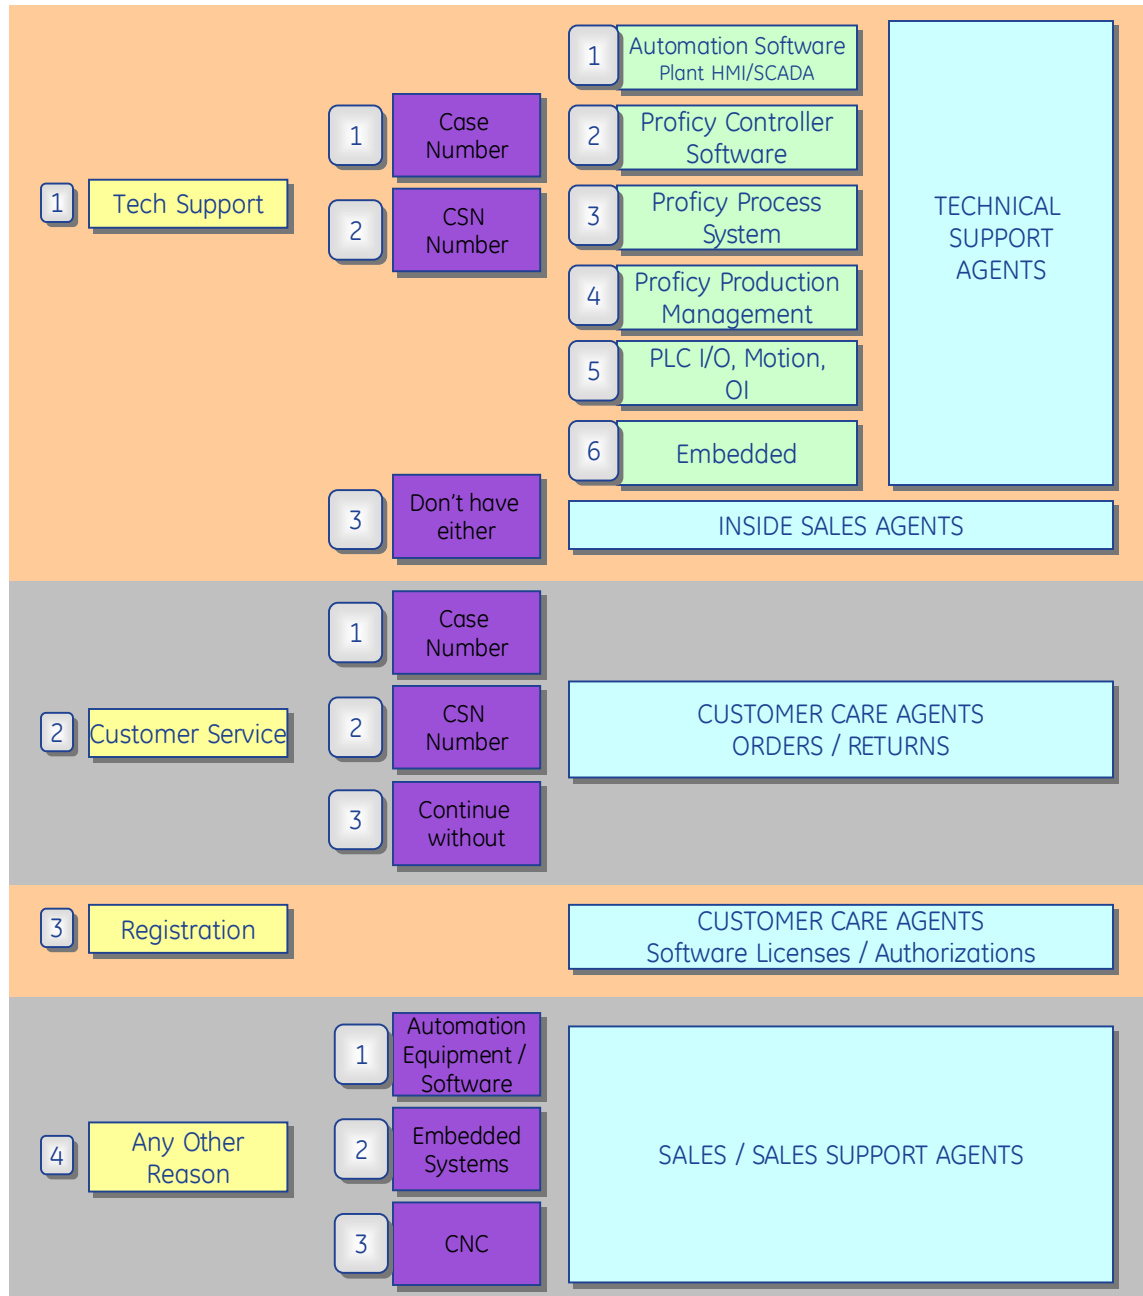 1
Tech Support
1
Case
Number
2
CSN
Number
1
Automation Software
Plant HMI/SCADA
2
Proficy Controller
Software
3
Proficy Process
System
4
Proficy Production
Management
5
PLC I/O, Motion,
OI
6
Embedded
TECHNICAL
SUPPORT
AGENTS
3
Don't have
either
INSIDE SALES AGENTS
2
Customer Service
1
Case
Number
2
CSN
Number
3
Continue
without
CUSTOMER CARE AGENTS
ORDERS / RETURNS
3
Registration
CUSTOMER CARE AGENTS
Software Licenses / Authorizations
4
Any Other
Reason
1
Automation
Equipment /
Software
2
Embedded
Systems
3
CNC
SALES / SALES SUPPORT AGENTS